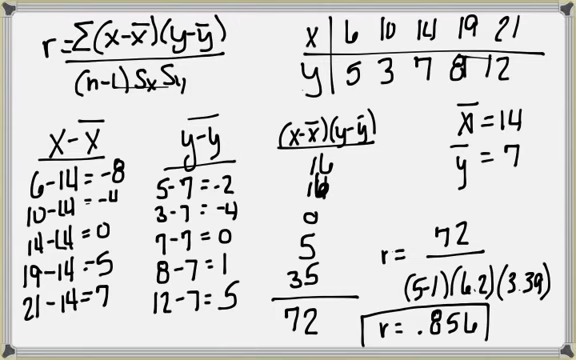 r = Σ(x-x̄)(y-ȳ) / (n-1) Sx Sy
x | 6 10 14 19 21
y | 5 3 7 8 12
x̄ = 14
ȳ = 7
x - x̄
6-14=-8
10-14=-4
14-14=0
19-14=5
21-14=7
y-ȳ
5-7=-2
3-7=-4
7-7=0
8-7=1
12-7=5
(x-x̄)(y-ȳ)
16
16
0
5
35
72
r = 72 / (5-1)(6.2)(3.39)
r = .856